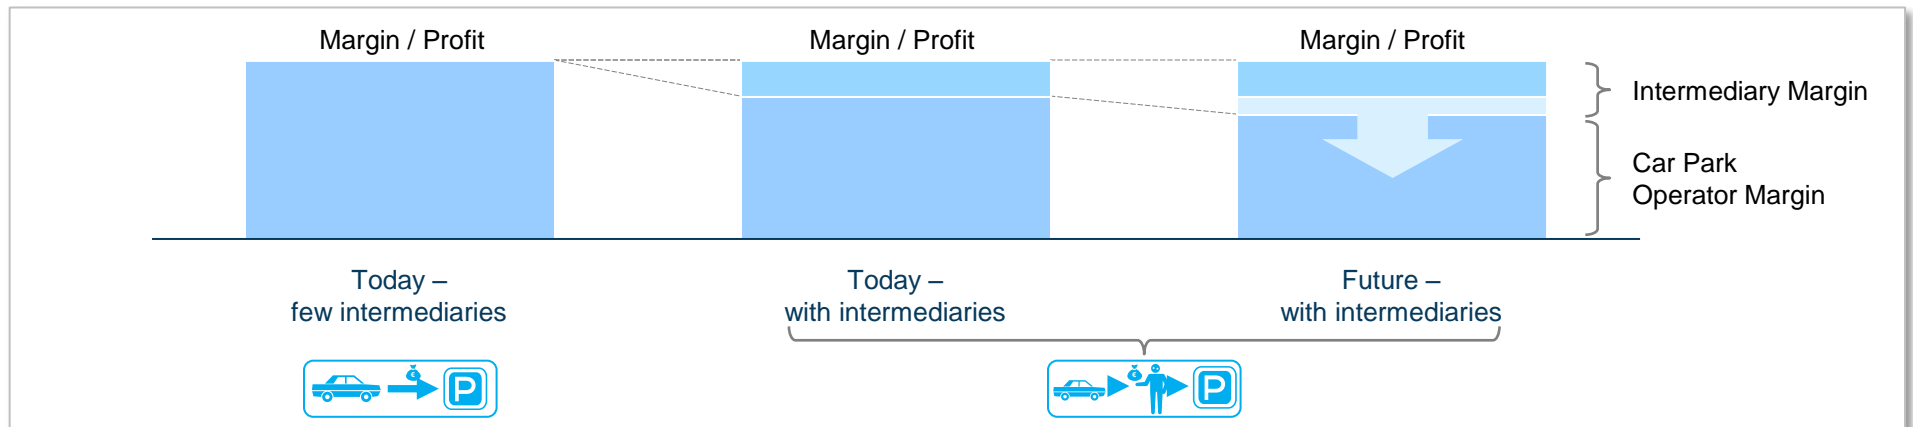 Margin / Profit
Margin / Profit
Margin / Profit
Intermediary Margin
Car Park
Operator Margin
Today –
few intermediaries
Today –
with intermediaries
Future –
with intermediaries
€
P
€
P